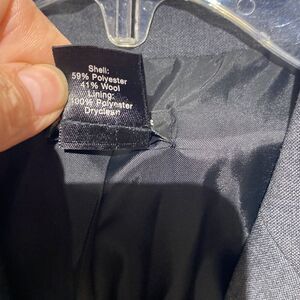 Shell:
59% Polyester
41% Wool
Lining:
100% Polyester
Dryclean